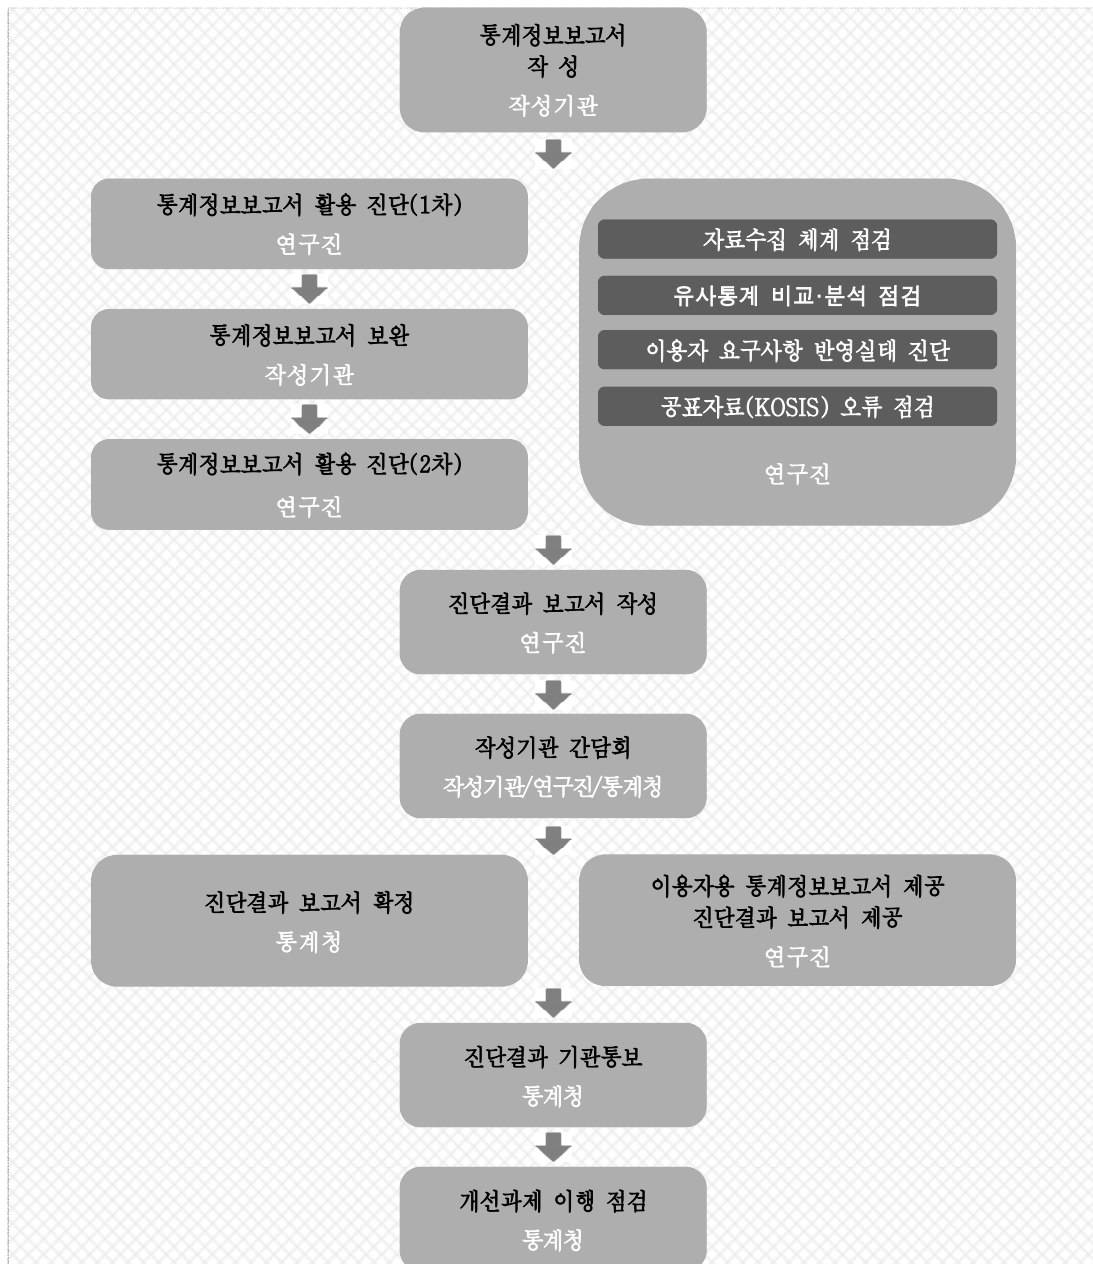 통계정보보고서
작 성
작성기관
통계정보보고서 활용 진단(1차)
연구진
통계정보보고서 보완
작성기관
통계정보보고서 활용 진단(2차)
연구진
자료수집 체계 점검
유사통계 비교·분석 점검
이용자 요구사항 반영실태 진단
공표자료(KOSIS) 오류 점검
연구진
진단결과 보고서 작성
연구진
작성기관 간담회
작성기관/연구진/통계청
진단결과 보고서 확정
통계청
이용자용 통계정보보고서 제공
진단결과 보고서 제공
연구진
진단결과 기관통보
통계청
개선과제 이행 점검
통계청